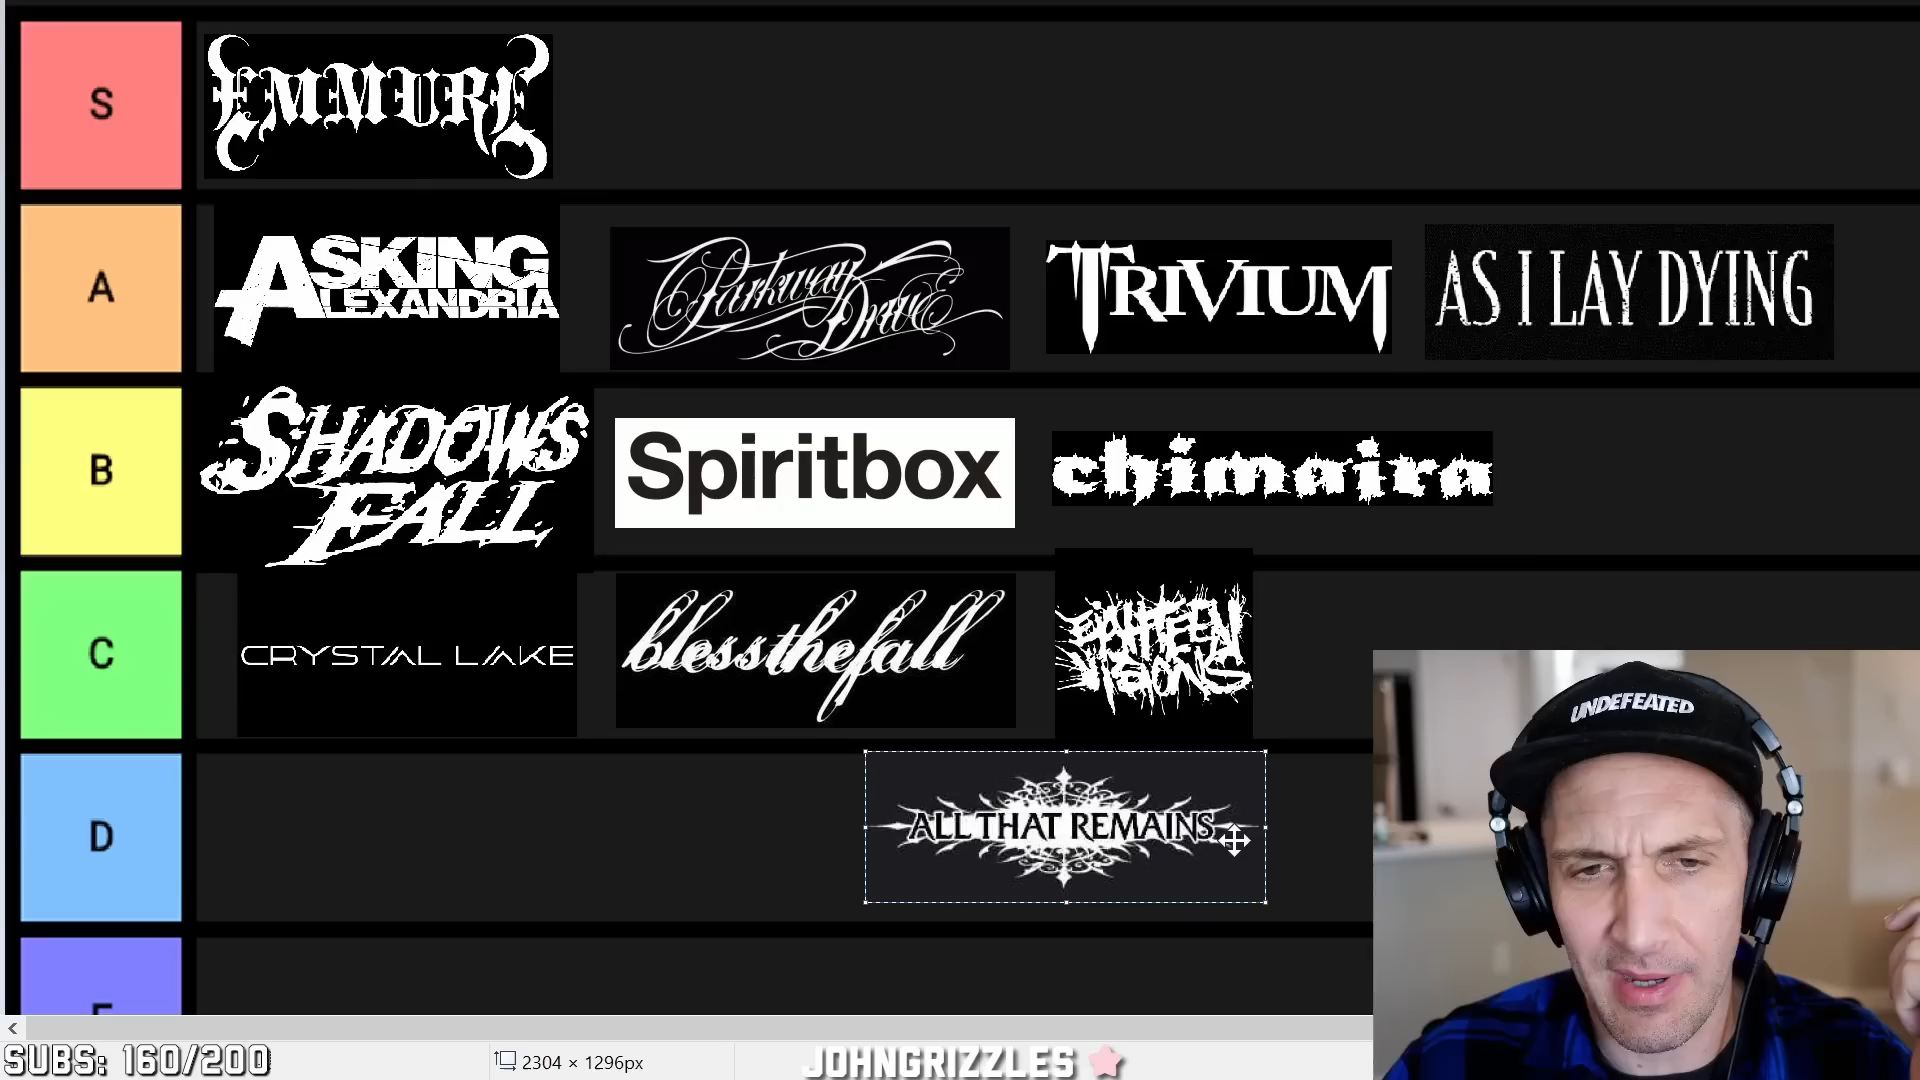 S
EMMURE
A
ASKING
ALEXANDRIA
Parkway Drive
TRIVIUM
AS I LAY DYING
B
SHADOWS
FALL
Spiritbox
chimaira
C
CRYSTAL LAKE
blessthefall
EIGHTEEN
VISIONS
D
ALL THAT REMAINS
UNDEFEATED
SUBS: 160/200
2304 × 1296px
JOHNGRIZZLES